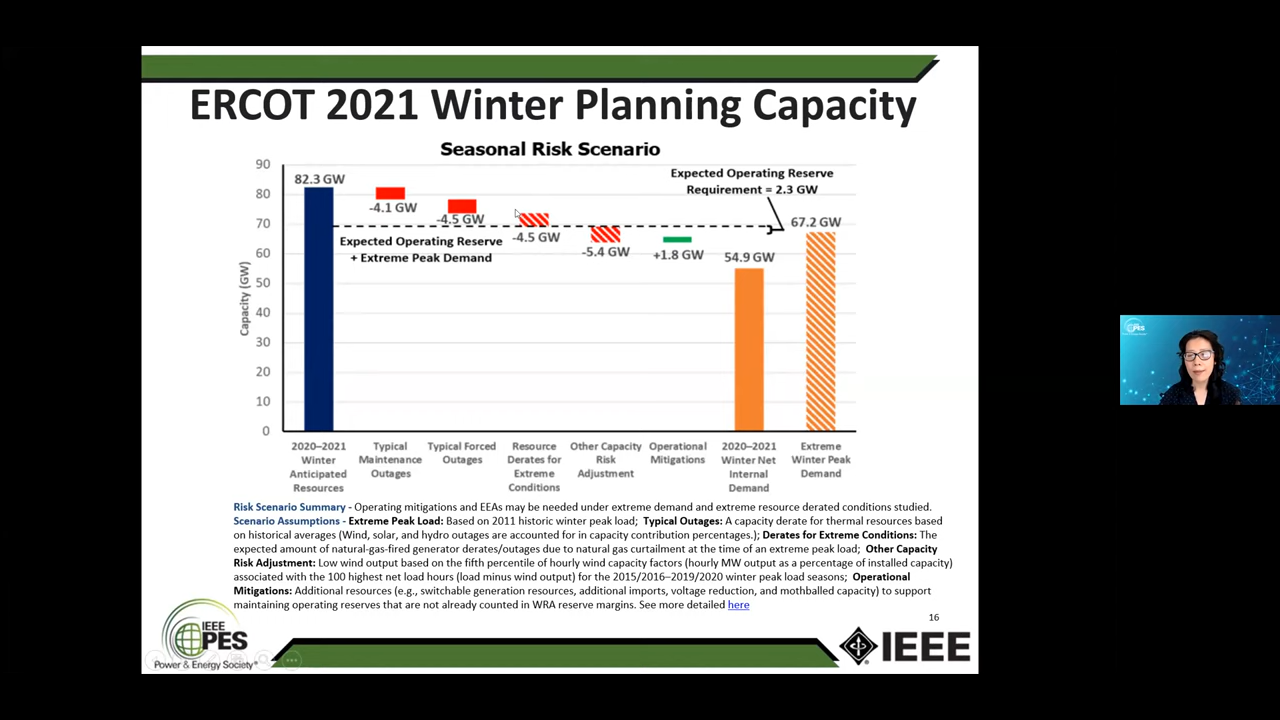 ERCOT 2021 Winter Planning Capacity
Seasonal Risk Scenario
Capacity (GW)
90
80
70
60
50
40
30
20
10
0
82.3 GW
-4.1 GW
-4.5 GW
-4.5 GW
-5.4 GW
+1.8 GW
54.9 GW
67.2 GW
Expected Operating Reserve
Requirement = 2.3 GW
Expected Operating Reserve
+ Extreme Peak Demand
2020–2021
Winter
Anticipated
Resources
Typical
Maintenance
Outages
Typical Forced
Outages
Resource
Derates for
Extreme
Conditions
Other Capacity
Risk
Adjustment
Operational
Mitigations
2020–2021
Winter Net
Internal
Demand
Extreme
Winter Peak
Demand
Risk Scenario Summary - Operating mitigations and EEAs may be needed under extreme demand and extreme resource derated conditions studied.
Scenario Assumptions - Extreme Peak Load: Based on 2011 historic winter peak load; Typical Outages: A capacity derate for thermal resources based
on historical averages (Wind, solar, and hydro outages are accounted for in capacity contribution percentages.); Derates for Extreme Conditions: The
expected amount of natural-gas-fired generator derates/outages due to natural gas curtailment at the time of an extreme peak load; Other Capacity
Risk Adjustment: Low wind output based on the fifth percentile of hourly wind capacity factors (hourly MW output as a percentage of installed capacity)
associated with the 100 highest net load hours (load minus wind output) for the 2015/2016–2019/2020 winter peak load seasons; Operational
Mitigations: Additional resources (e.g., switchable generation resources, additional imports, voltage reduction, and mothballed capacity) to support
maintaining operating reserves that are not already counted in WRA reserve margins. See more detailed here
16
IEEE
PES
Power & Energy Society®
IEEE
PES